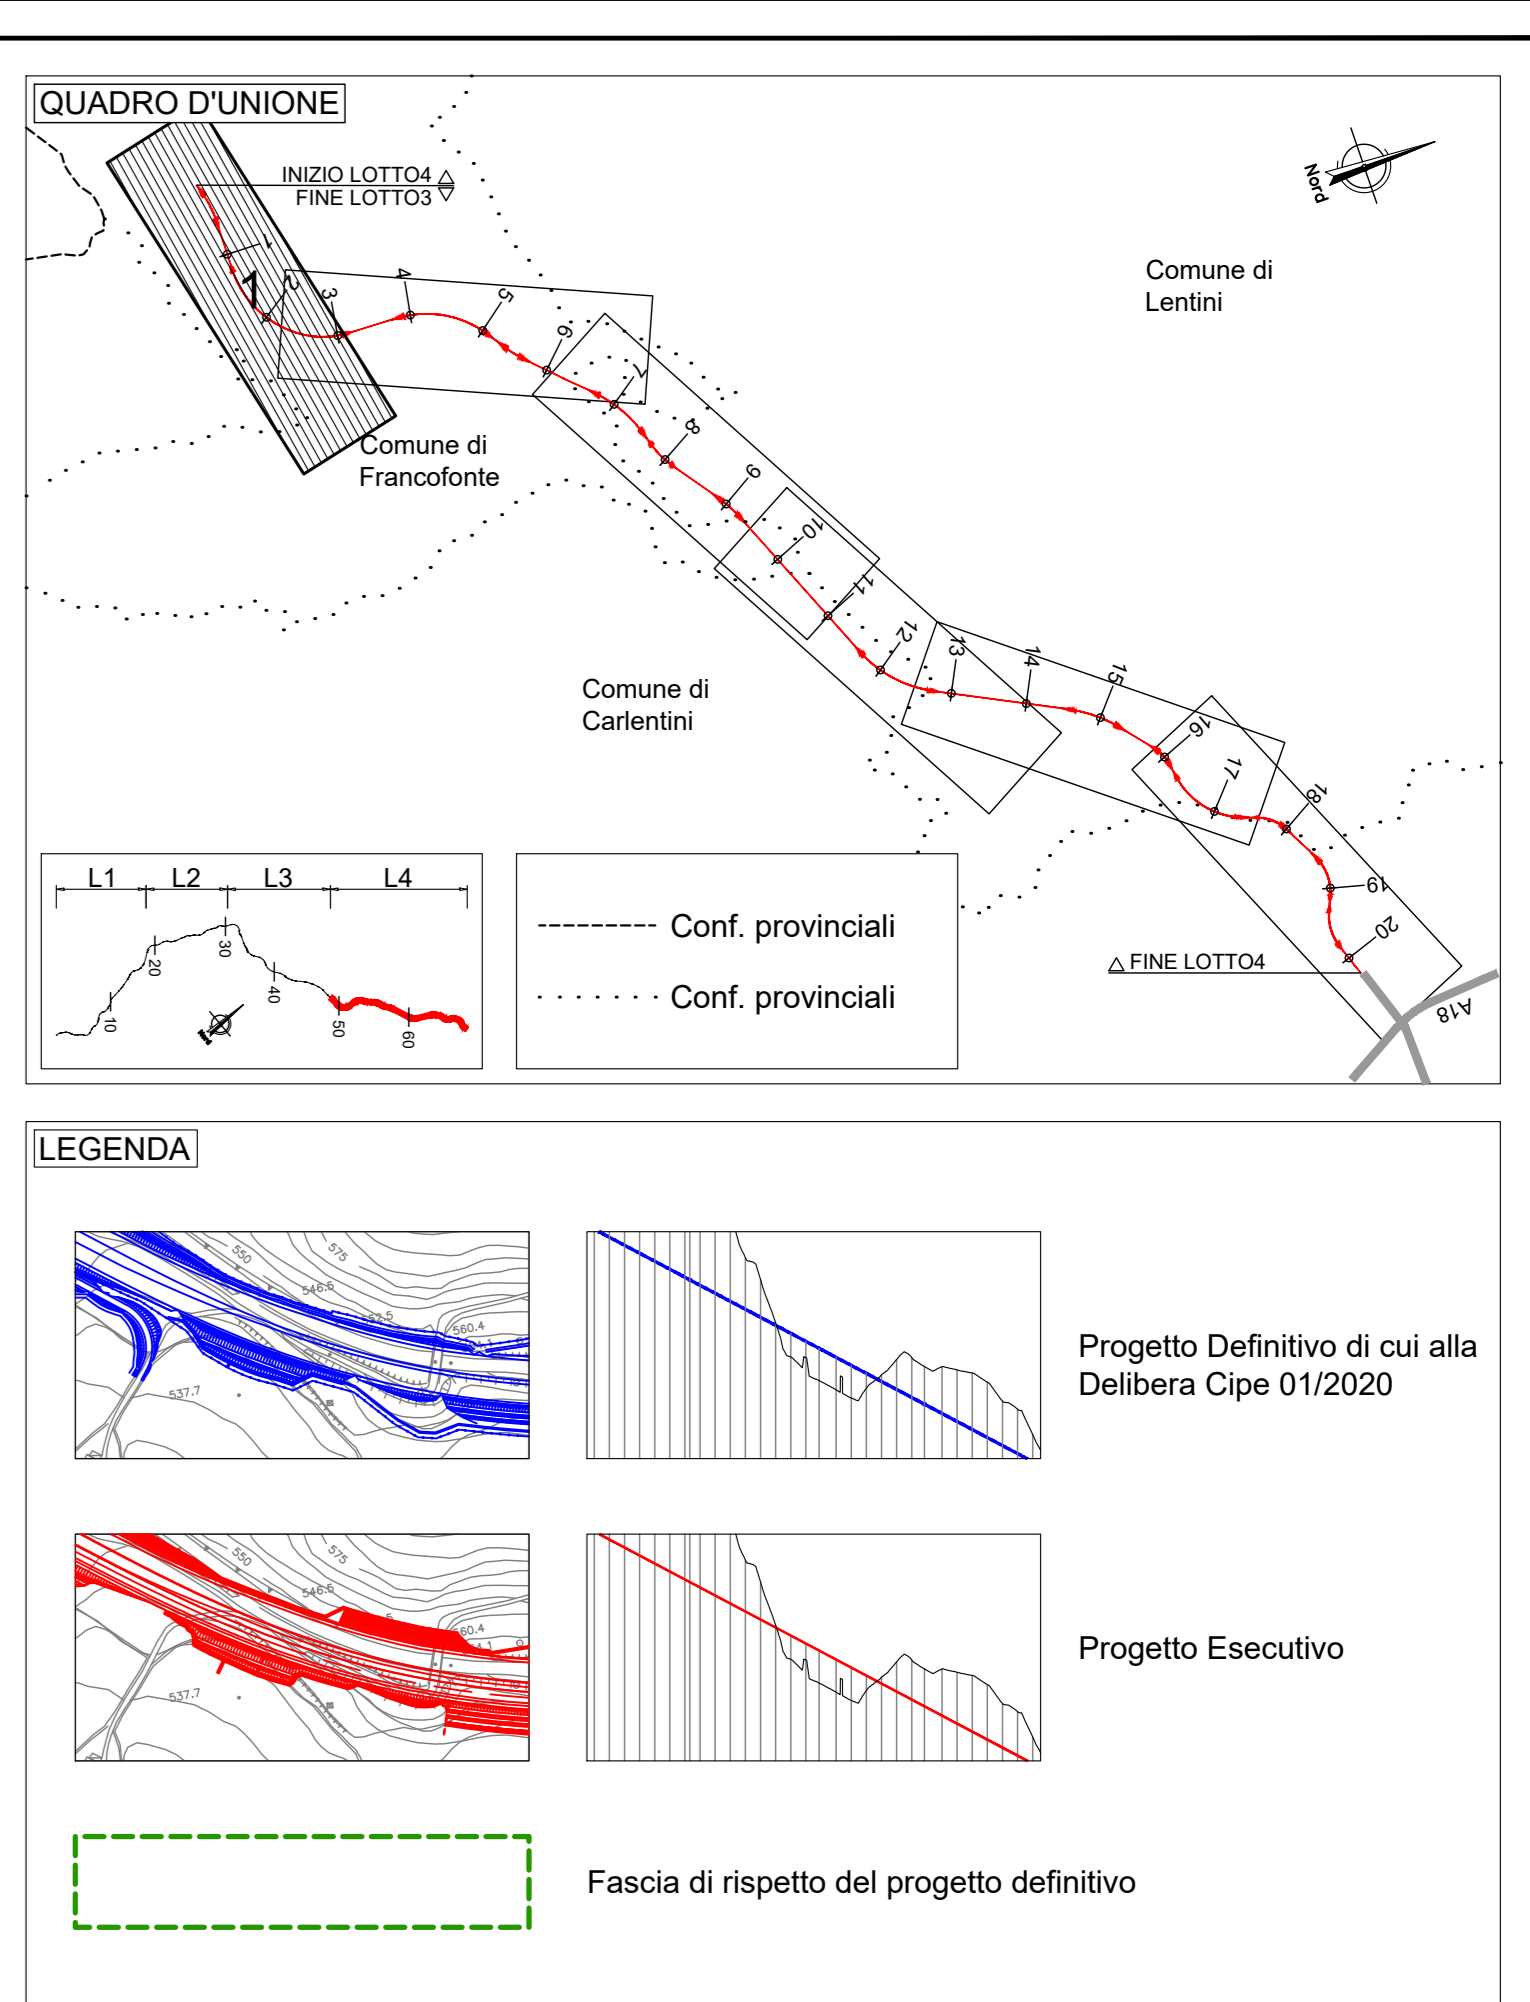 QUADRO D'UNIONE
INIZIO LOTTO4
FINE LOTTO3
Nord
Comune di
Lentini
1
1
2
3
4
5
6
7
8
9
10
11
12
13
14
15
16
17
18
19
20
Comune di
Francofonte
Comune di
Carlentini
FINE LOTTO4
A18
L1 L2 L3 L4
10
20
30
40
50
60
Conf. provinciali
Conf. provinciali
LEGENDA
550
575
546.5
552.5
560.4
537.7
Progetto Definitivo di cui alla
Delibera Cipe 01/2020
550
575
546.5
560.4
537.7
Progetto Esecutivo
Fascia di rispetto del progetto definitivo